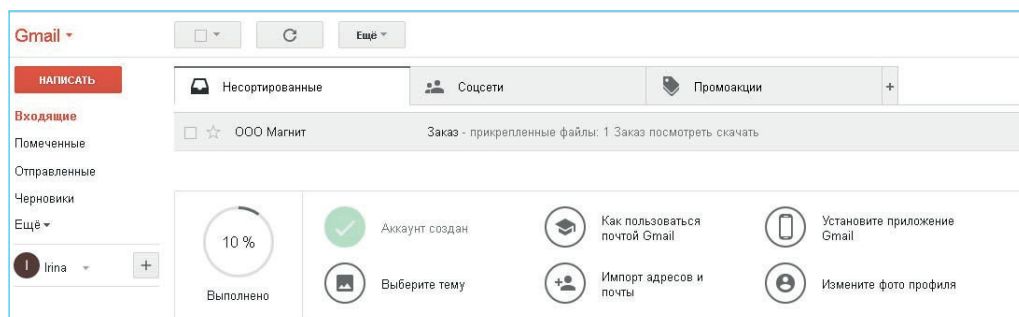 Gmail
Ещё
НАПИСАТЬ
Несортированные
Соцсети
Промоакции
+
Входящие
ООО Магнит
Заказ - прикрепленные файлы: 1 Заказ посмотреть скачать
Помеченные
Отправленные
Черновики
Ещё
I
Irina
+
10 %
Выполнено
Аккаунт создан
Как пользоваться
почтой Gmail
Установите приложение
Gmail
Выберите тему
Импорт адресов и
почты
Измените фото профиля